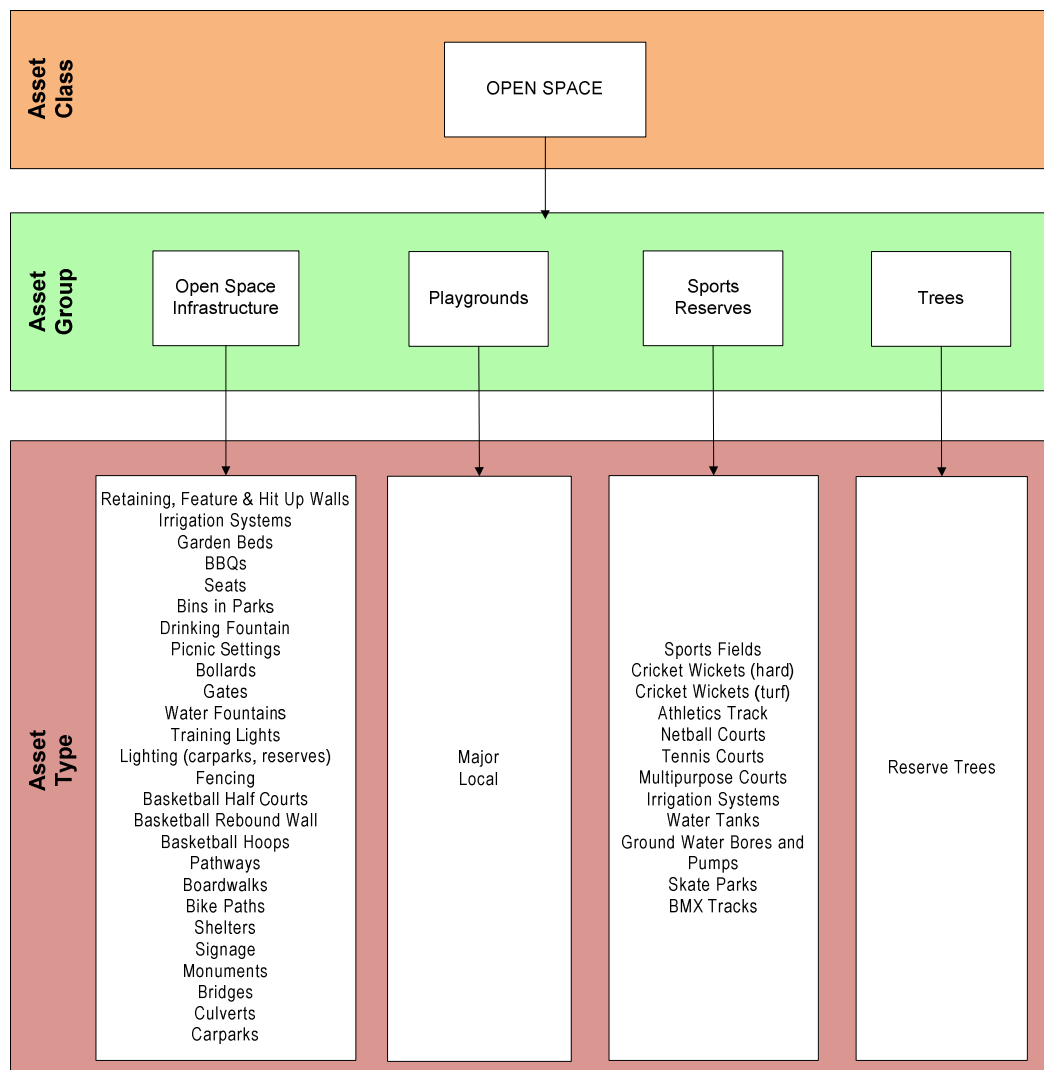 Asset
Class
OPEN SPACE
Asset
Group
Open Space
Infrastructure
Playgrounds
Sports
Reserves
Trees
Asset
Type
Retaining, Feature & Hit Up Walls
Irrigation Systems
Garden Beds
BBQs
Seats
Bins in Parks
Drinking Fountain
Picnic Settings
Bollards
Gates
Water Fountains
Training Lights
Lighting (carparks, reserves)
Fencing
Basketball Half Courts
Basketball Rebound Wall
Basketball Hoops
Pathways
Boardwalks
Bike Paths
Shelters
Signage
Monuments
Bridges
Culverts
Carparks
Major
Local
Sports Fields
Cricket Wickets (hard)
Cricket Wickets (turf)
Athletics Track
Netball Courts
Tennis Courts
Multipurpose Courts
Irrigation Systems
Water Tanks
Ground Water Bores and
Pumps
Skate Parks
BMX Tracks
Reserve Trees